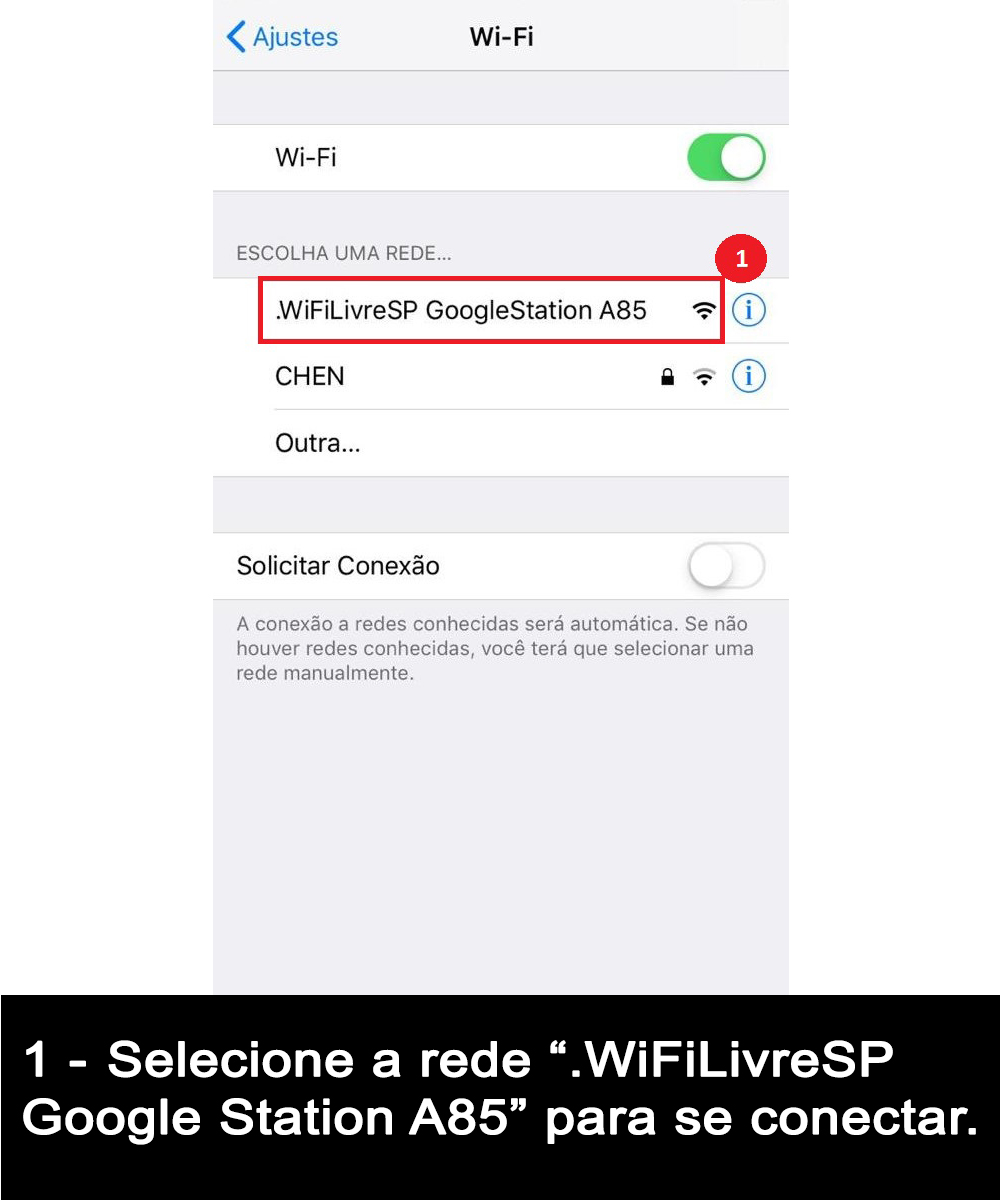 Ajustes
Wi-Fi
Wi-Fi
ESCOLHA UMA REDE...
1
.WiFiLivreSP GoogleStation A85
CHEN
Outra...
Solicitar Conexão
A conexão a redes conhecidas será automática. Se não
houver redes conhecidas, você terá que selecionar uma
rede manualmente.
1 - Selecione a rede “.WiFiLivreSP
Google Station A85” para se conectar.